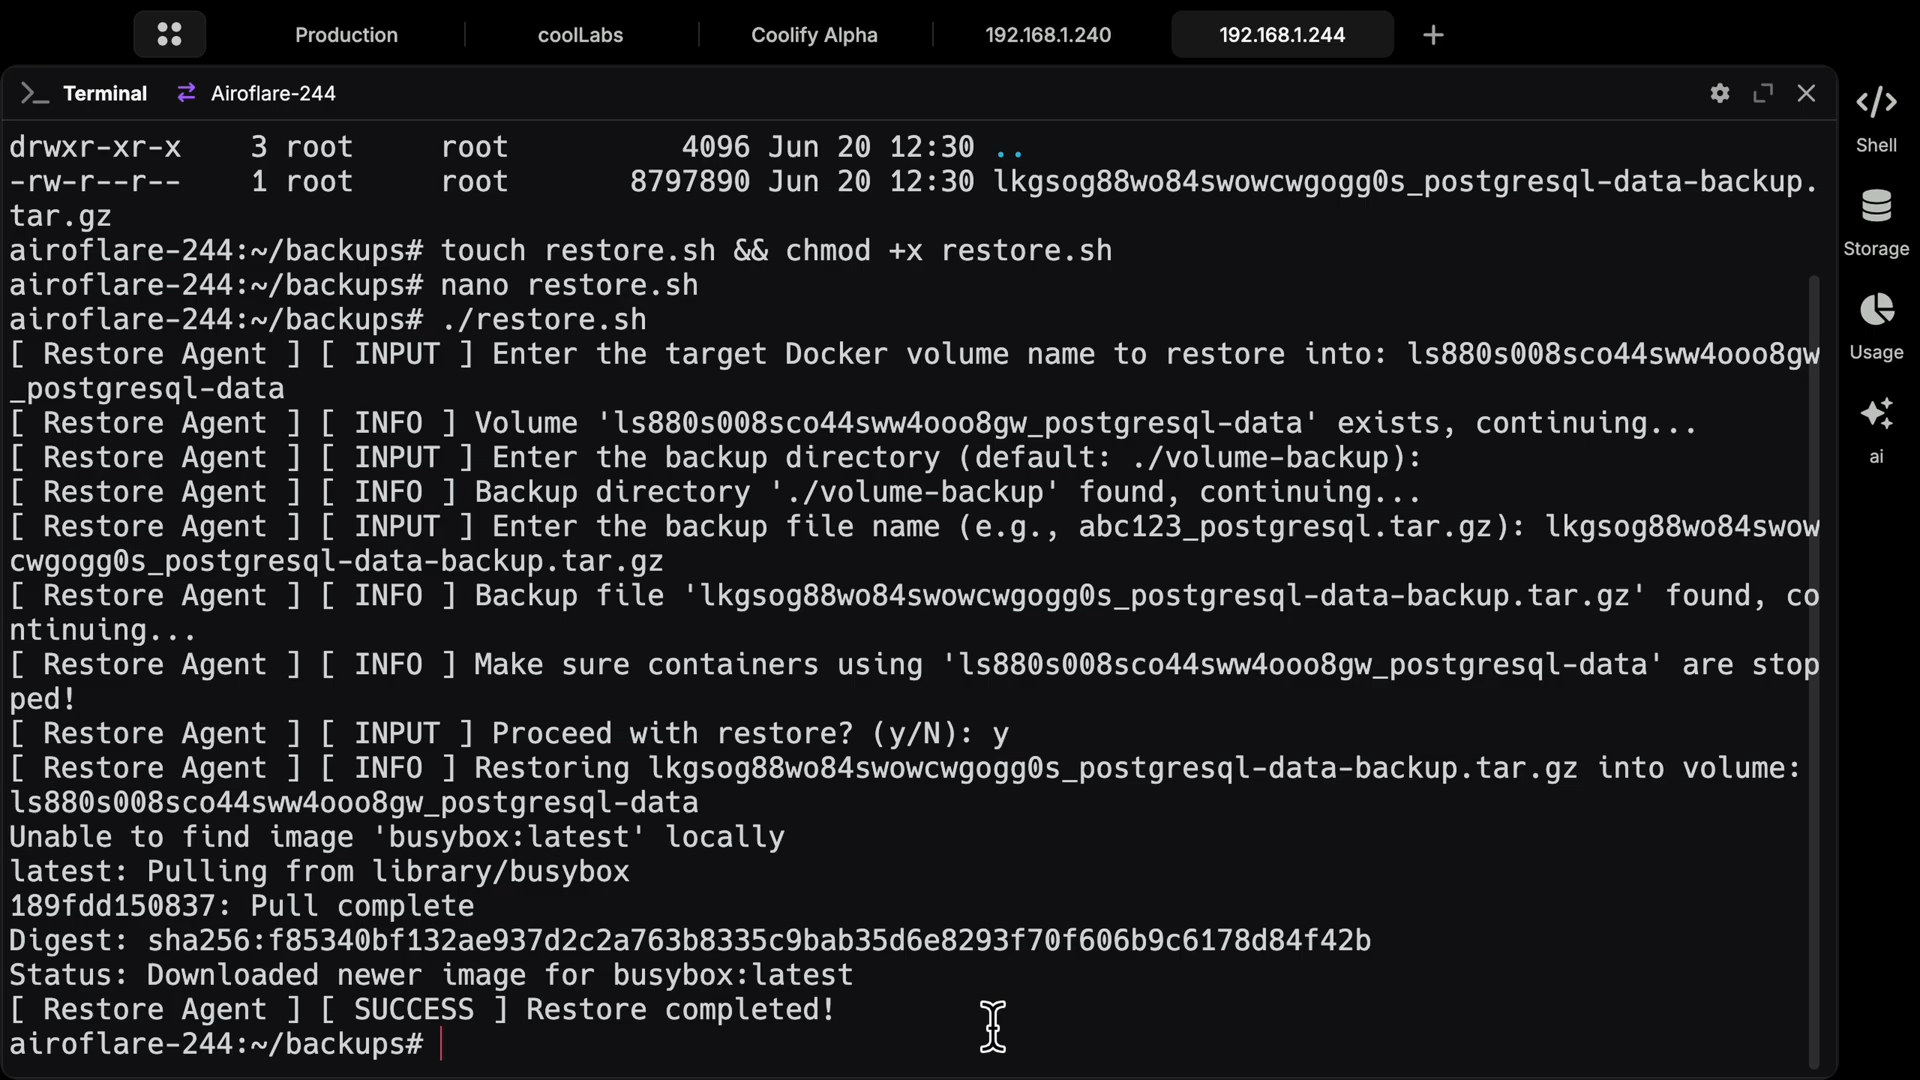 Production
coolLabs
Coolify Alpha
192.168.1.240
192.168.1.244
Terminal
Airoflare-244
Shell
Storage
Usage
ai
drwxr-xr-x    3 root     root          4096 Jun 20 12:30 ..
-rw-r--r--    1 root     root       8797890 Jun 20 12:30 lkgsog88wo84swowcwgogg0s_postgresql-data-backup.
tar.gz
airoflare-244:~/backups# touch restore.sh && chmod +x restore.sh
airoflare-244:~/backups# nano restore.sh
airoflare-244:~/backups# ./restore.sh
[ Restore Agent ] [ INPUT ] Enter the target Docker volume name to restore into: ls880s008sco44sww4ooo8gw
_postgresql-data
[ Restore Agent ] [ INFO ] Volume 'ls880s008sco44sww4ooo8gw_postgresql-data' exists, continuing...
[ Restore Agent ] [ INPUT ] Enter the backup directory (default: ./volume-backup):
[ Restore Agent ] [ INFO ] Backup directory './volume-backup' found, continuing...
[ Restore Agent ] [ INPUT ] Enter the backup file name (e.g., abc123_postgresql.tar.gz): lkgsog88wo84swow
cwgogg0s_postgresql-data-backup.tar.gz
[ Restore Agent ] [ INFO ] Backup file 'lkgsog88wo84swowcwgogg0s_postgresql-data-backup.tar.gz' found, co
ntinuing...
[ Restore Agent ] [ INFO ] Make sure containers using 'ls880s008sco44sww4ooo8gw_postgresql-data' are stop
ped!
[ Restore Agent ] [ INPUT ] Proceed with restore? (y/N): y
[ Restore Agent ] [ INFO ] Restoring lkgsog88wo84swowcwgogg0s_postgresql-data-backup.tar.gz into volume:
ls880s008sco44sww4ooo8gw_postgresql-data
Unable to find image 'busybox:latest' locally
latest: Pulling from library/busybox
189fdd150837: Pull complete
Digest: sha256:f85340bf132ae937d2c2a763b8335c9bab35d6e8293f70f606b9c6178d84f42b
Status: Downloaded newer image for busybox:latest
[ Restore Agent ] [ SUCCESS ] Restore completed!
airoflare-244:~/backups#